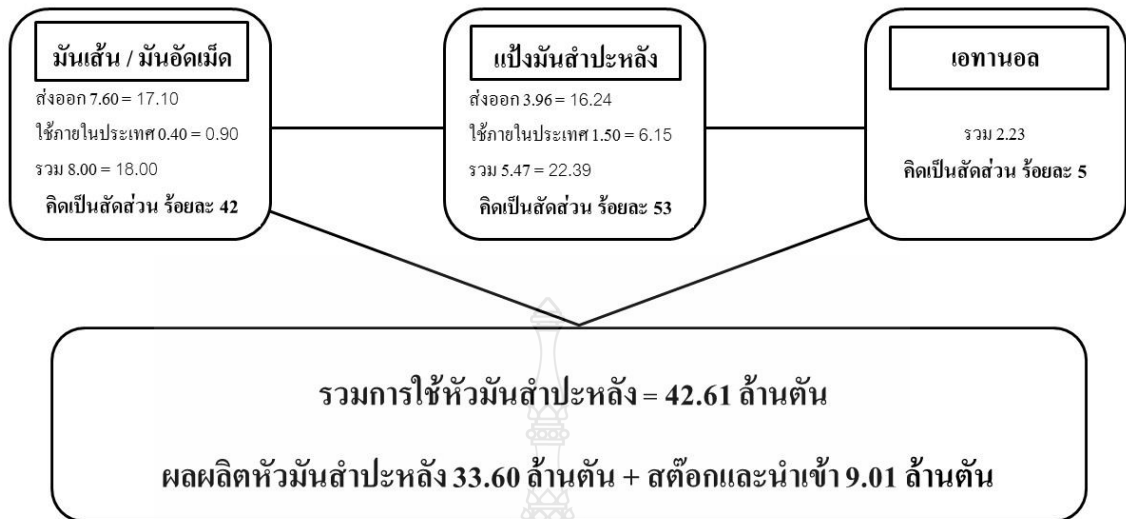 มันเส้น / มันอัดเม็ด
ส่งออก 7.60 = 17.10
ใช้ภายในประเทศ 0.40 = 0.90
รวม 8.00 = 18.00
คิดเป็นสัดส่วน ร้อยละ 42
แป้งมันสำปะหลัง
ส่งออก 3.96 = 16.24
ใช้ภายในประเทศ 1.50 = 6.15
รวม 5.47 = 22.39
คิดเป็นสัดส่วน ร้อยละ 53
เอทานอล
รวม 2.23
คิดเป็นสัดส่วน ร้อยละ 5
รวมการใช้หัวมันสำปะหลัง = 42.61 ล้านตัน
ผลผลิตหัวมันสำปะหลัง 33.60 ล้านตัน + สต๊อกและนำเข้า 9.01 ล้านตัน